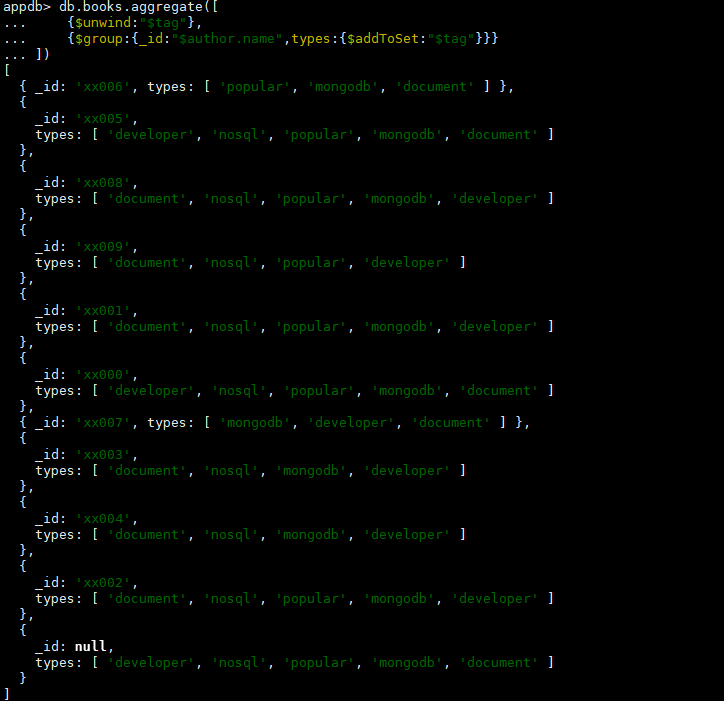 appdb> db.books.aggregate([
...     {$unwind:"$tag"},
...     {$group:{_id:"$author.name",types:{$addToSet:"$tag"}}}
... ])
[
  { _id: 'xx006', types: [ 'popular', 'mongodb', 'document' ] },
  {
    _id: 'xx005',
    types: [ 'developer', 'nosql', 'popular', 'mongodb', 'document' ]
  },
  {
    _id: 'xx008',
    types: [ 'document', 'nosql', 'popular', 'mongodb', 'developer' ]
  },
  {
    _id: 'xx009',
    types: [ 'document', 'nosql', 'popular', 'developer' ]
  },
  {
    _id: 'xx001',
    types: [ 'document', 'nosql', 'popular', 'mongodb', 'developer' ]
  },
  {
    _id: 'xx000',
    types: [ 'developer', 'nosql', 'popular', 'mongodb', 'document' ]
  },
  { _id: 'xx007', types: [ 'mongodb', 'developer', 'document' ] },
  {
    _id: 'xx003',
    types: [ 'document', 'nosql', 'mongodb', 'developer' ]
  },
  {
    _id: 'xx004',
    types: [ 'document', 'nosql', 'mongodb', 'developer' ]
  },
  {
    _id: 'xx002',
    types: [ 'document', 'nosql', 'popular', 'mongodb', 'developer' ]
  },
  {
    _id: null,
    types: [ 'developer', 'nosql', 'popular', 'mongodb', 'document' ]
  }
]